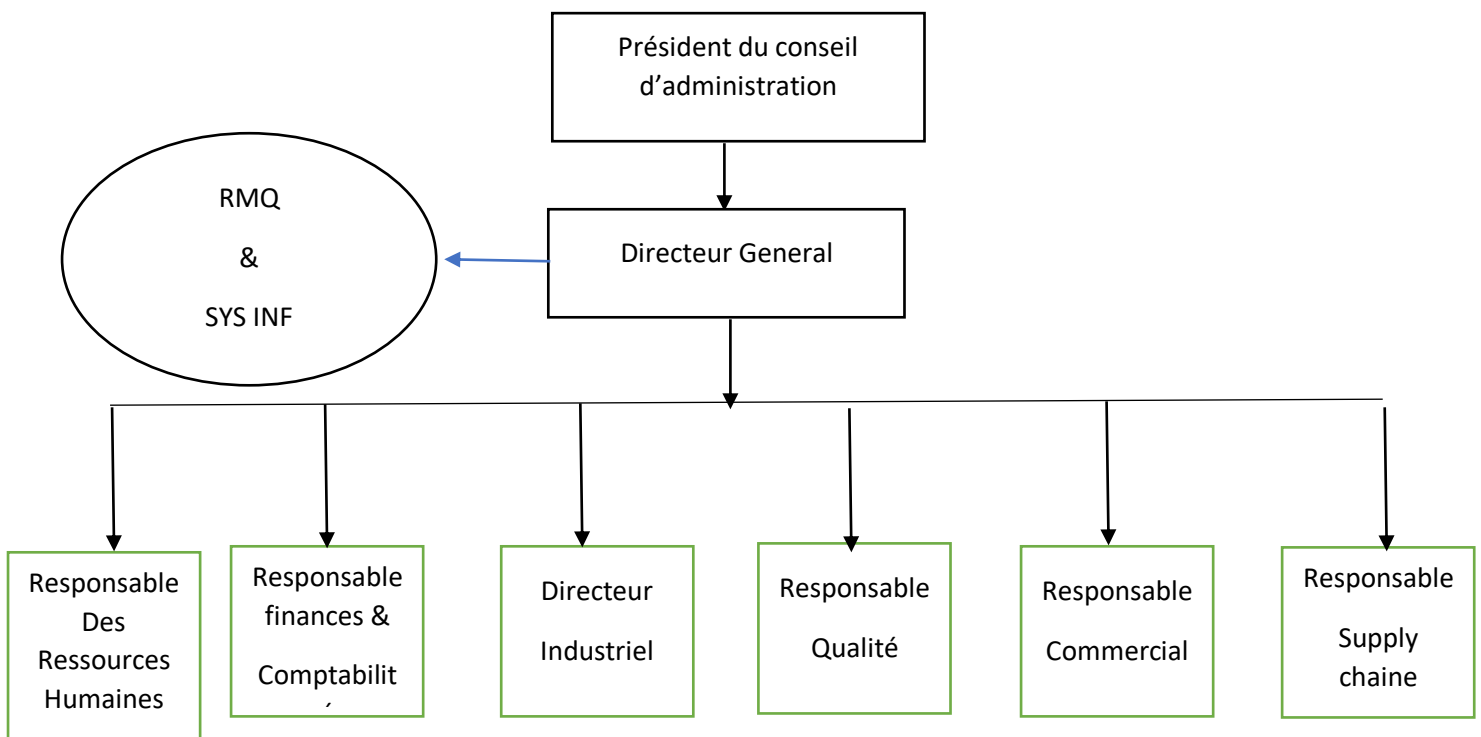 Président du conseil
d’administration
RMQ
&
SYS INF
Directeur General
Responsable
Des
Ressources
Humaines
Responsable
finances &
Comptabilit
Directeur
Industriel
Responsable
Qualité
Responsable
Commercial
Responsable
Supply
chaine